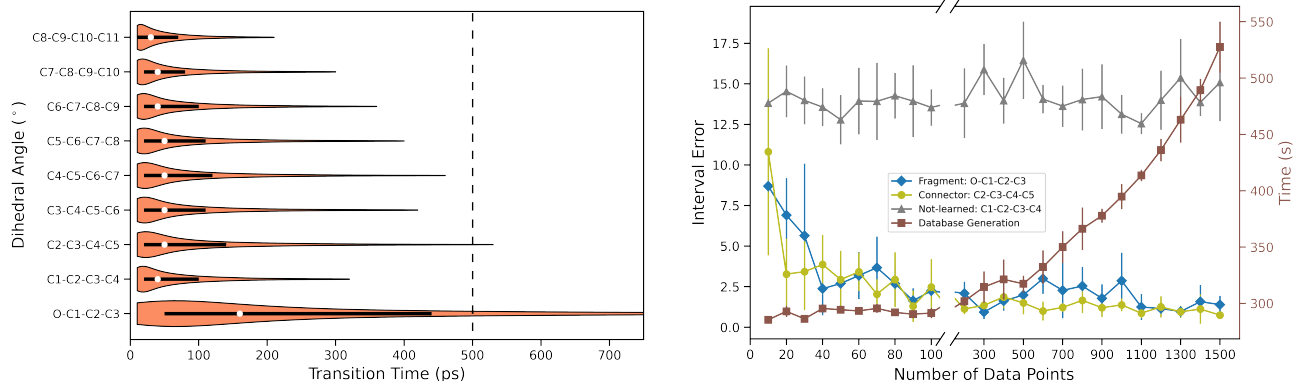 Dihedral Angle (°)
C8-C9-C10-C11
C7-C8-C9-C10
C6-C7-C8-C9
C5-C6-C7-C8
C4-C5-C6-C7
C3-C4-C5-C6
C2-C3-C4-C5
C1-C2-C3-C4
O-C1-C2-C3
0 100 200 300 400 500 600 700
Transition Time (ps)
Interval Error
17.5
15.0
12.5
10.0
7.5
5.0
2.5
0.0
Fragment: O-C1-C2-C3
Connector: C2-C3-C4-C5
Not-learned: C1-C2-C3-C4
Database Generation
550
500
450
400
350
300
Time (s)
0 20 40 60 80 100 300 500 700 900 1100 1300 1500
Number of Data Points